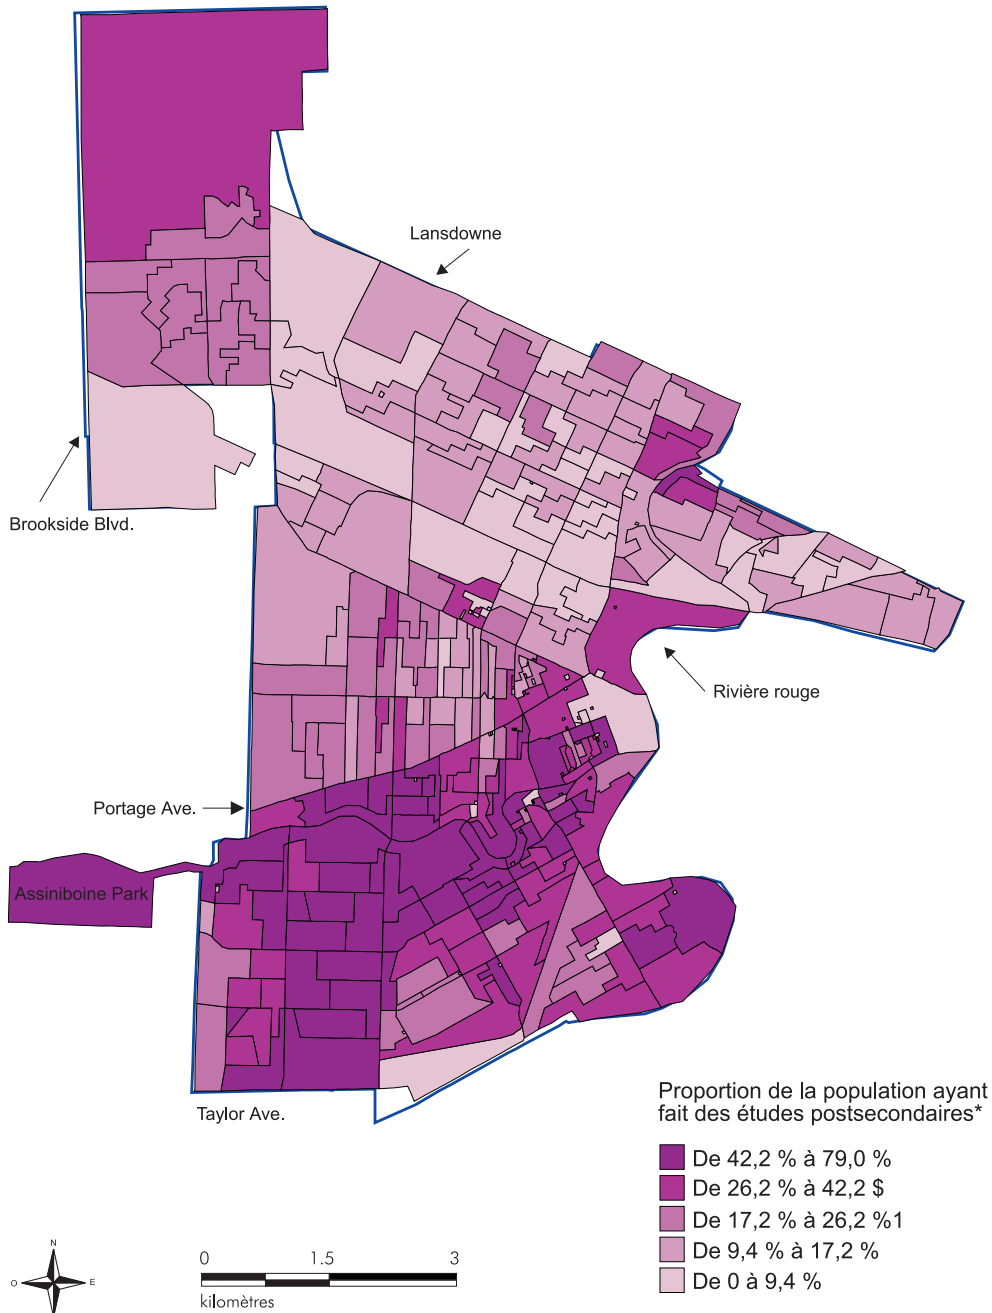 Lansdowne
Brookside Blvd.
Rivière rouge
Portage Ave.
Assiniboine Park
Taylor Ave.
Proportion de la population ayant
fait des études postsecondaires*
De 42,2 % à 79,0 %
De 26,2 % à 42,2 $
De 17,2 % à 26,2 %1
De 9,4 % à 17,2 %
De 0 à 9,4 %
N
O E
S
0 1.5 3
kilomètres